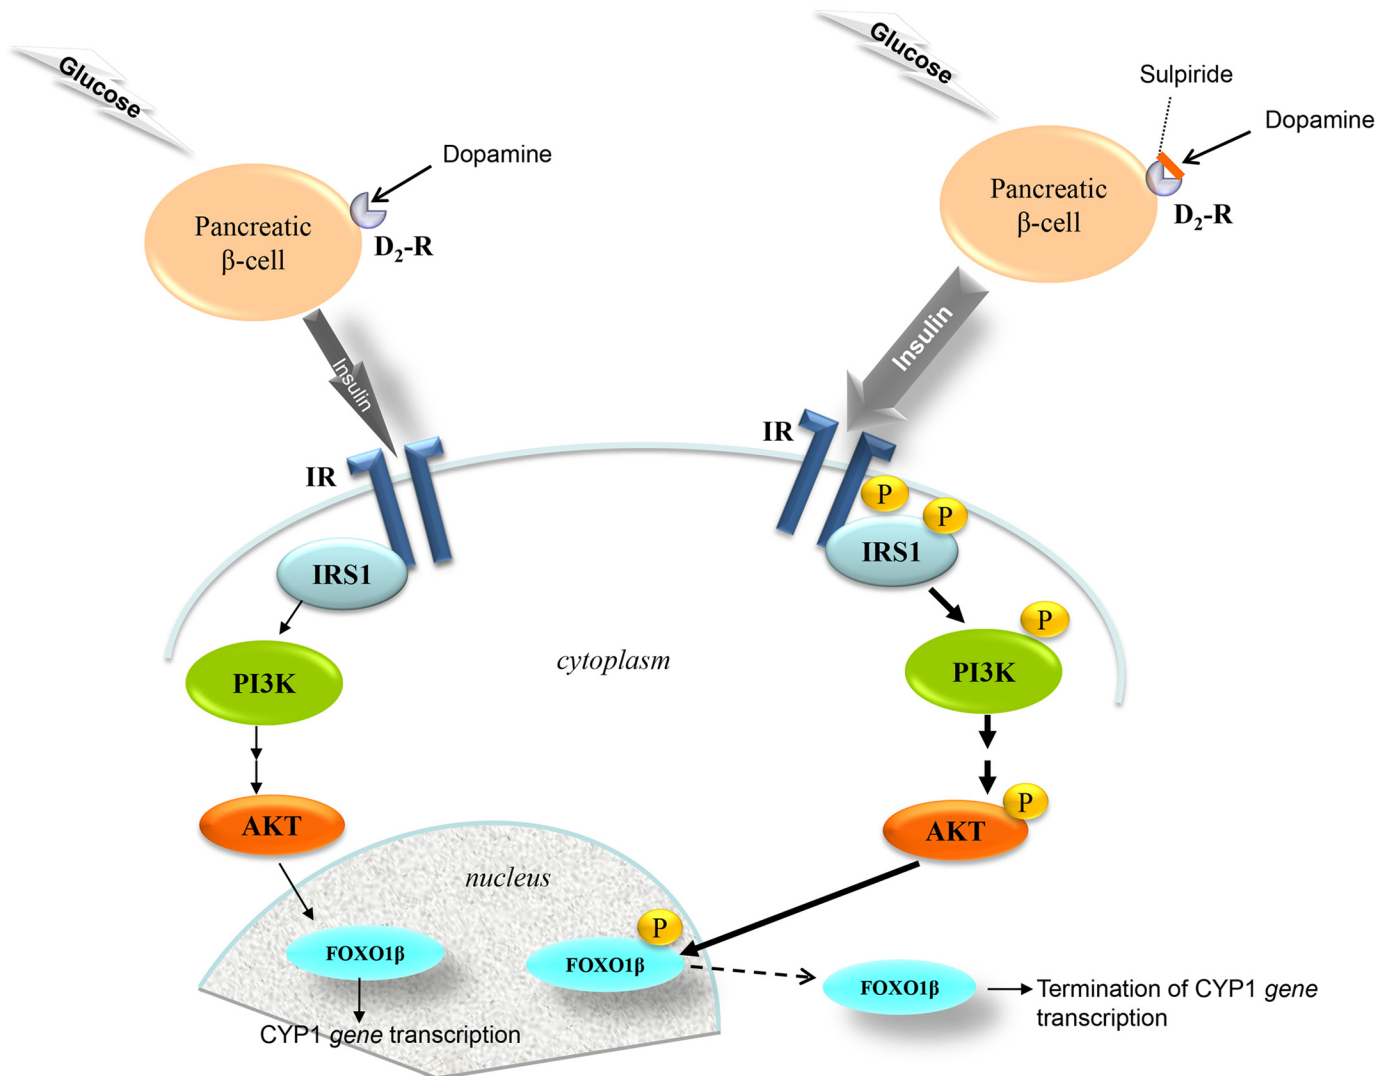 Glucose
Dopamine
Pancreatic
β-cell
D₂-R
Insulin
IR
IRS1
PI3K
AKT
nucleus
FOXO1β
CYP1 gene transcription
cytoplasm
Glucose
Sulpiride
Dopamine
Pancreatic
β-cell
D₂-R
Insulin
IR
P
P
IRS1
P
PI3K
P
AKT
P
FOXO1β
FOXO1β
Termination of CYP1 gene
transcription